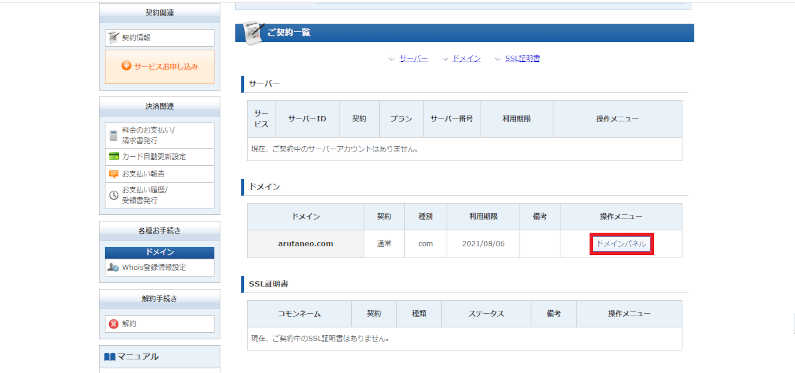 契約関連
契約情報
サービスお申し込み
決済関連
料金のお支払い/
請求書発行
カード自動更新設定
お支払い報告
お支払い履歴/
受領書発行
各種お手続き
ドメイン
Whois登録情報設定
解約手続き
解約
マニュアル
ご契約一覧
サーバー ドメイン SSL証明書
サーバー
サービス サーバーID 契約 プラン サーバー番号 利用期限 操作メニュー
現在、ご契約中のサーバーアカウントはありません。
ドメイン
ドメイン 契約 種別 利用期限 備考 操作メニュー
arutaneo.com 通常 com 2021/08/06 ドメインパネル
SSL証明書
コモンネーム 契約 種類 ステータス 備考 操作メニュー
現在、ご契約中のSSL証明書はありません。